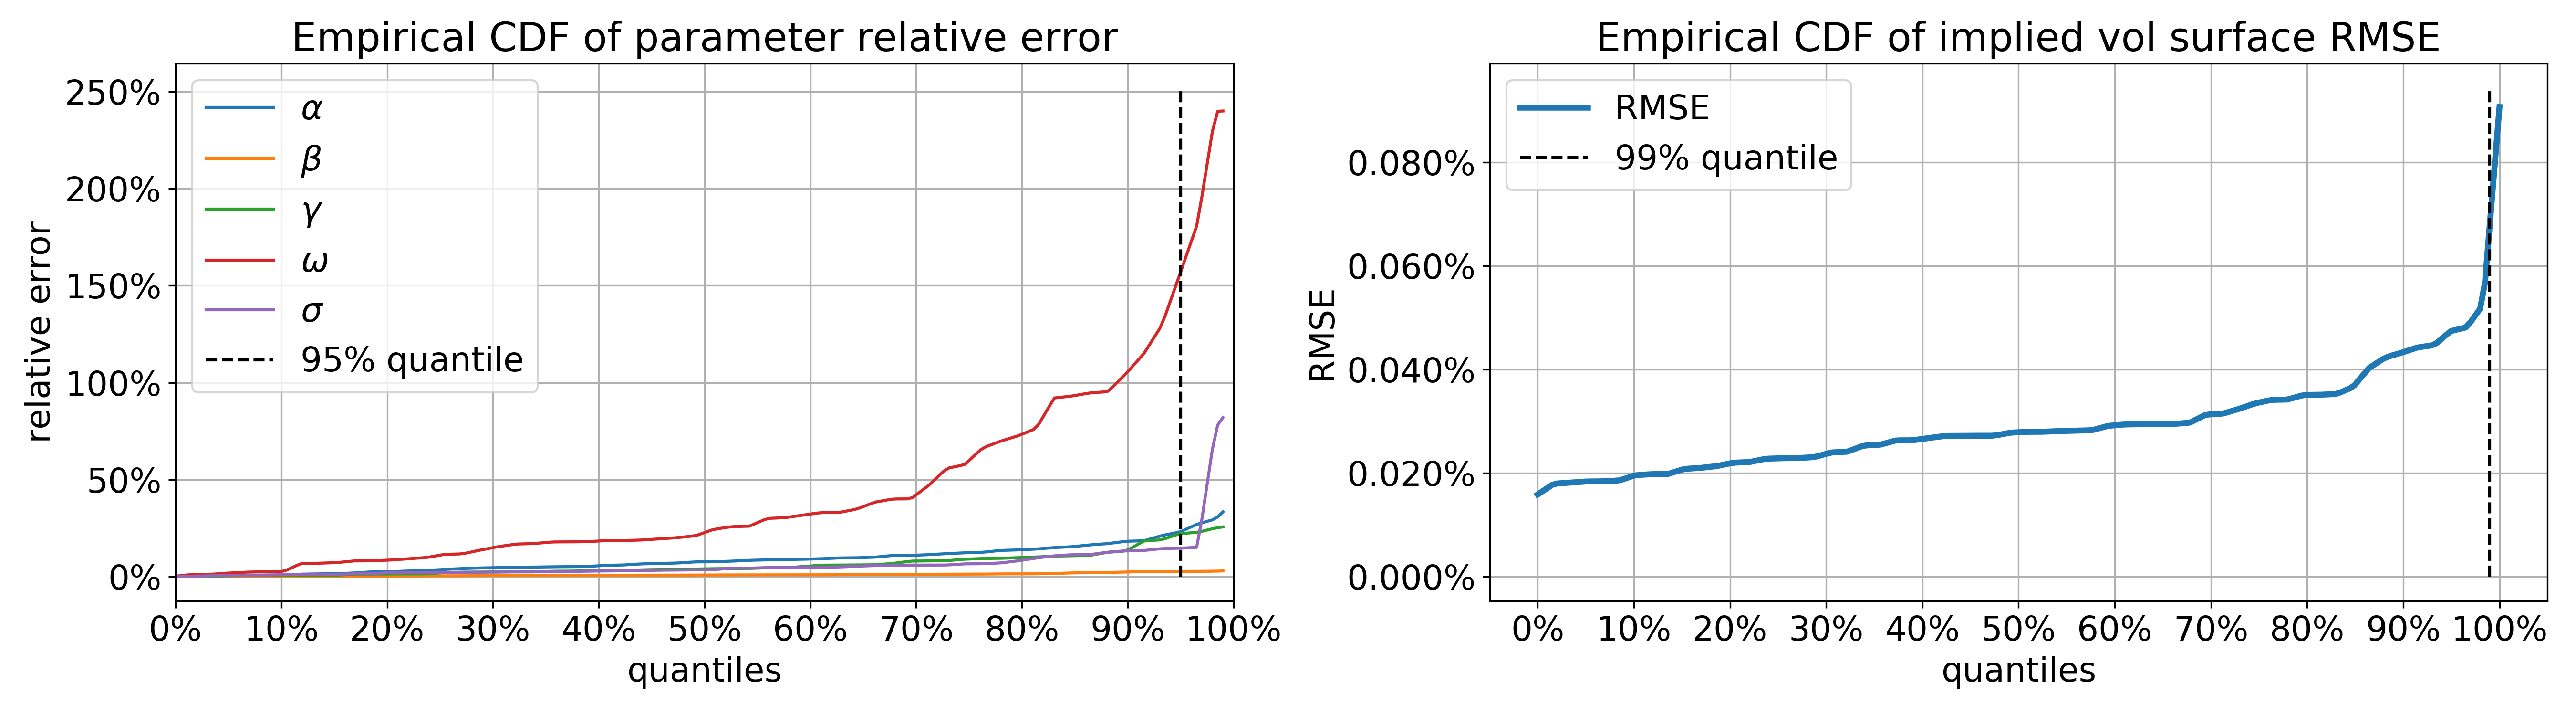 Empirical CDF of parameter relative error
250%
200%
150%
100%
50%
0%
relative error
α
β
γ
ω
σ
95% quantile
0% 10% 20% 30% 40% 50% 60% 70% 80% 90% 100%
quantiles
Empirical CDF of implied vol surface RMSE
0.080%
0.060%
0.040%
0.020%
0.000%
RMSE
RMSE
99% quantile
0% 10% 20% 30% 40% 50% 60% 70% 80% 90% 100%
quantiles